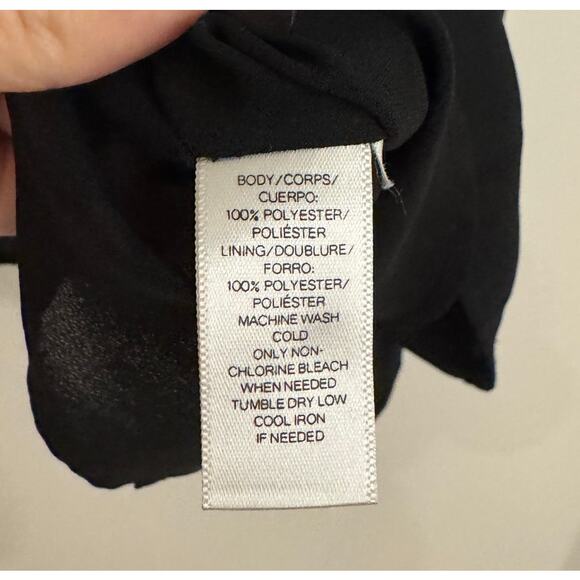 BODY/CORPS/
CUERPO:
100% POLYESTER/
POLIÉSTER
LINING/DOUBLURE/
FORRO:
100% POLYESTER/
POLIÉSTER
MACHINE WASH
COLD
ONLY NON-
CHLORINE BLEACH
WHEN NEEDED
TUMBLE DRY LOW
COOL IRON
IF NEEDED